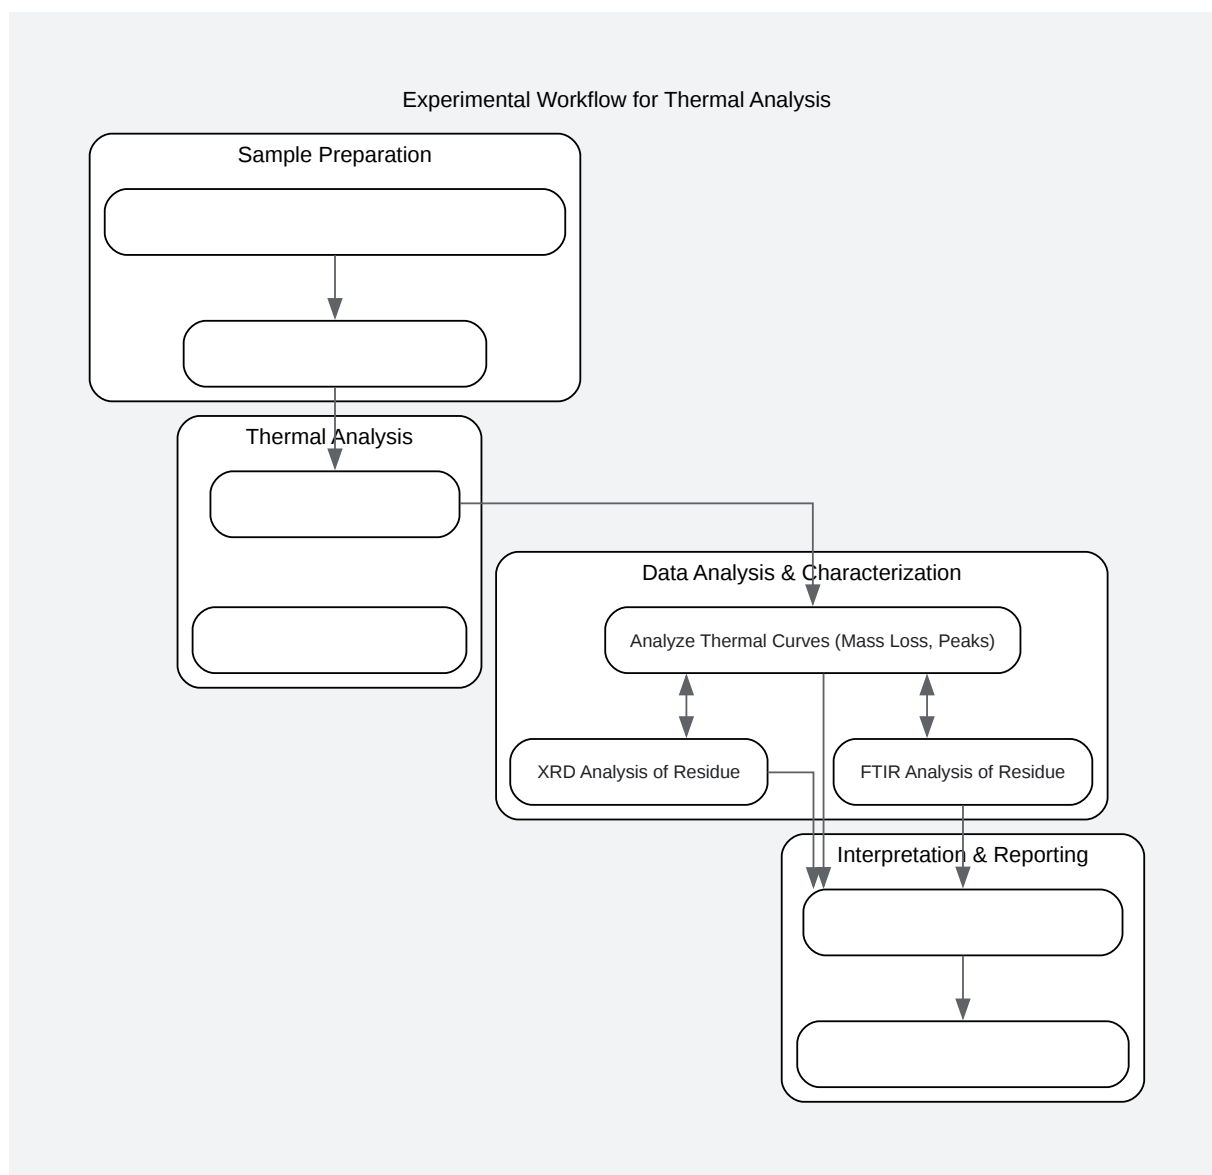 Experimental Workflow for Thermal Analysis
Sample Preparation
Thermal Analysis
Data Analysis & Characterization
Analyze Thermal Curves (Mass Loss, Peaks)
XRD Analysis of Residue
FTIR Analysis of Residue
Interpretation & Reporting